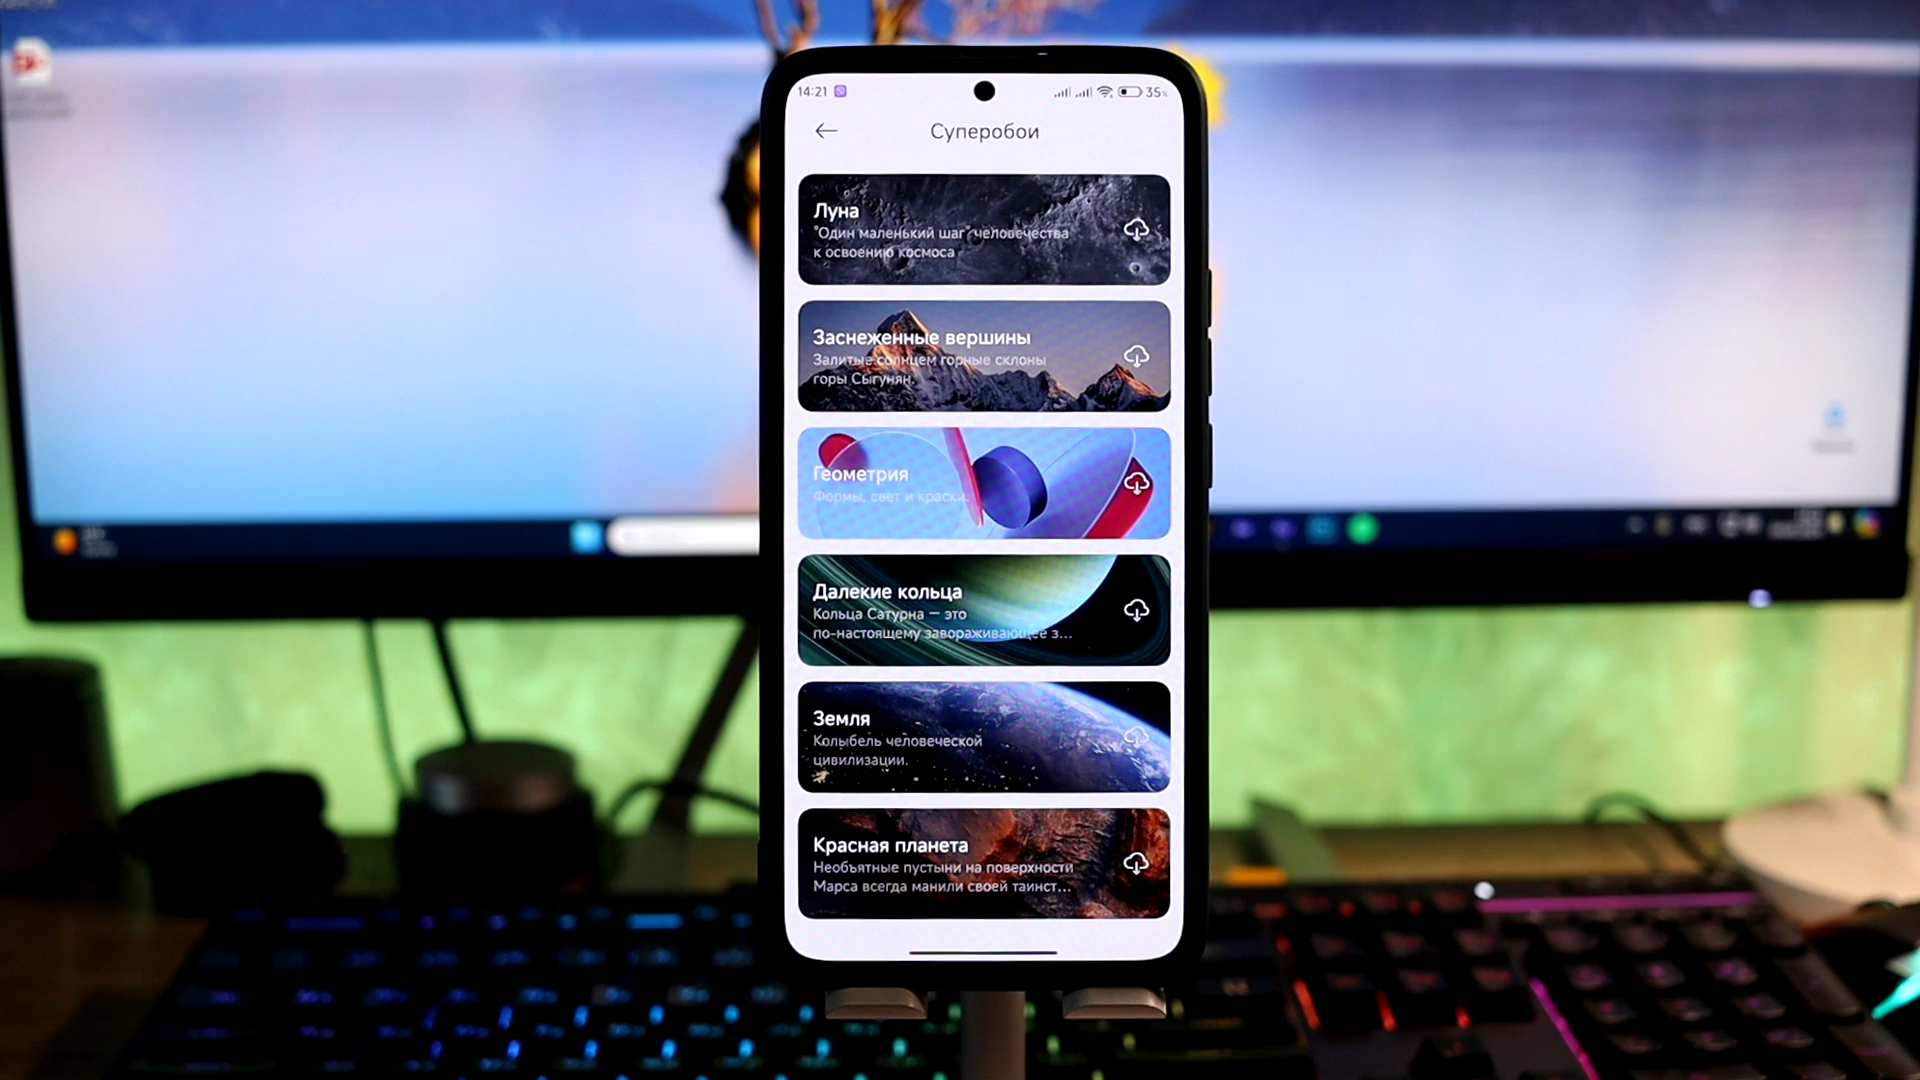 14:21
35%
Суперобои
Луна
"Один маленький шаг" человечества
к освоению космоса
Заснеженные вершины
Залитые солнцем горные склоны
горы Сыгунян.
Геометрия
Формы, свет и краски.
Далекие кольца
Кольца Сатурна — это
по-настоящему завораживающее з...
Земля
Колыбель человеческой
цивилизации.
Красная планета
Необъятные пустыни на поверхности
Марса всегда манили своей таинст...